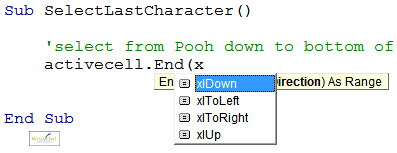 Sub SelectLastCharacter()
'select from Pooh down to bottom of
activecell.End(x
En irection) As Range
xlDown
xlToLeft
xlToRight
xlUp
End Sub